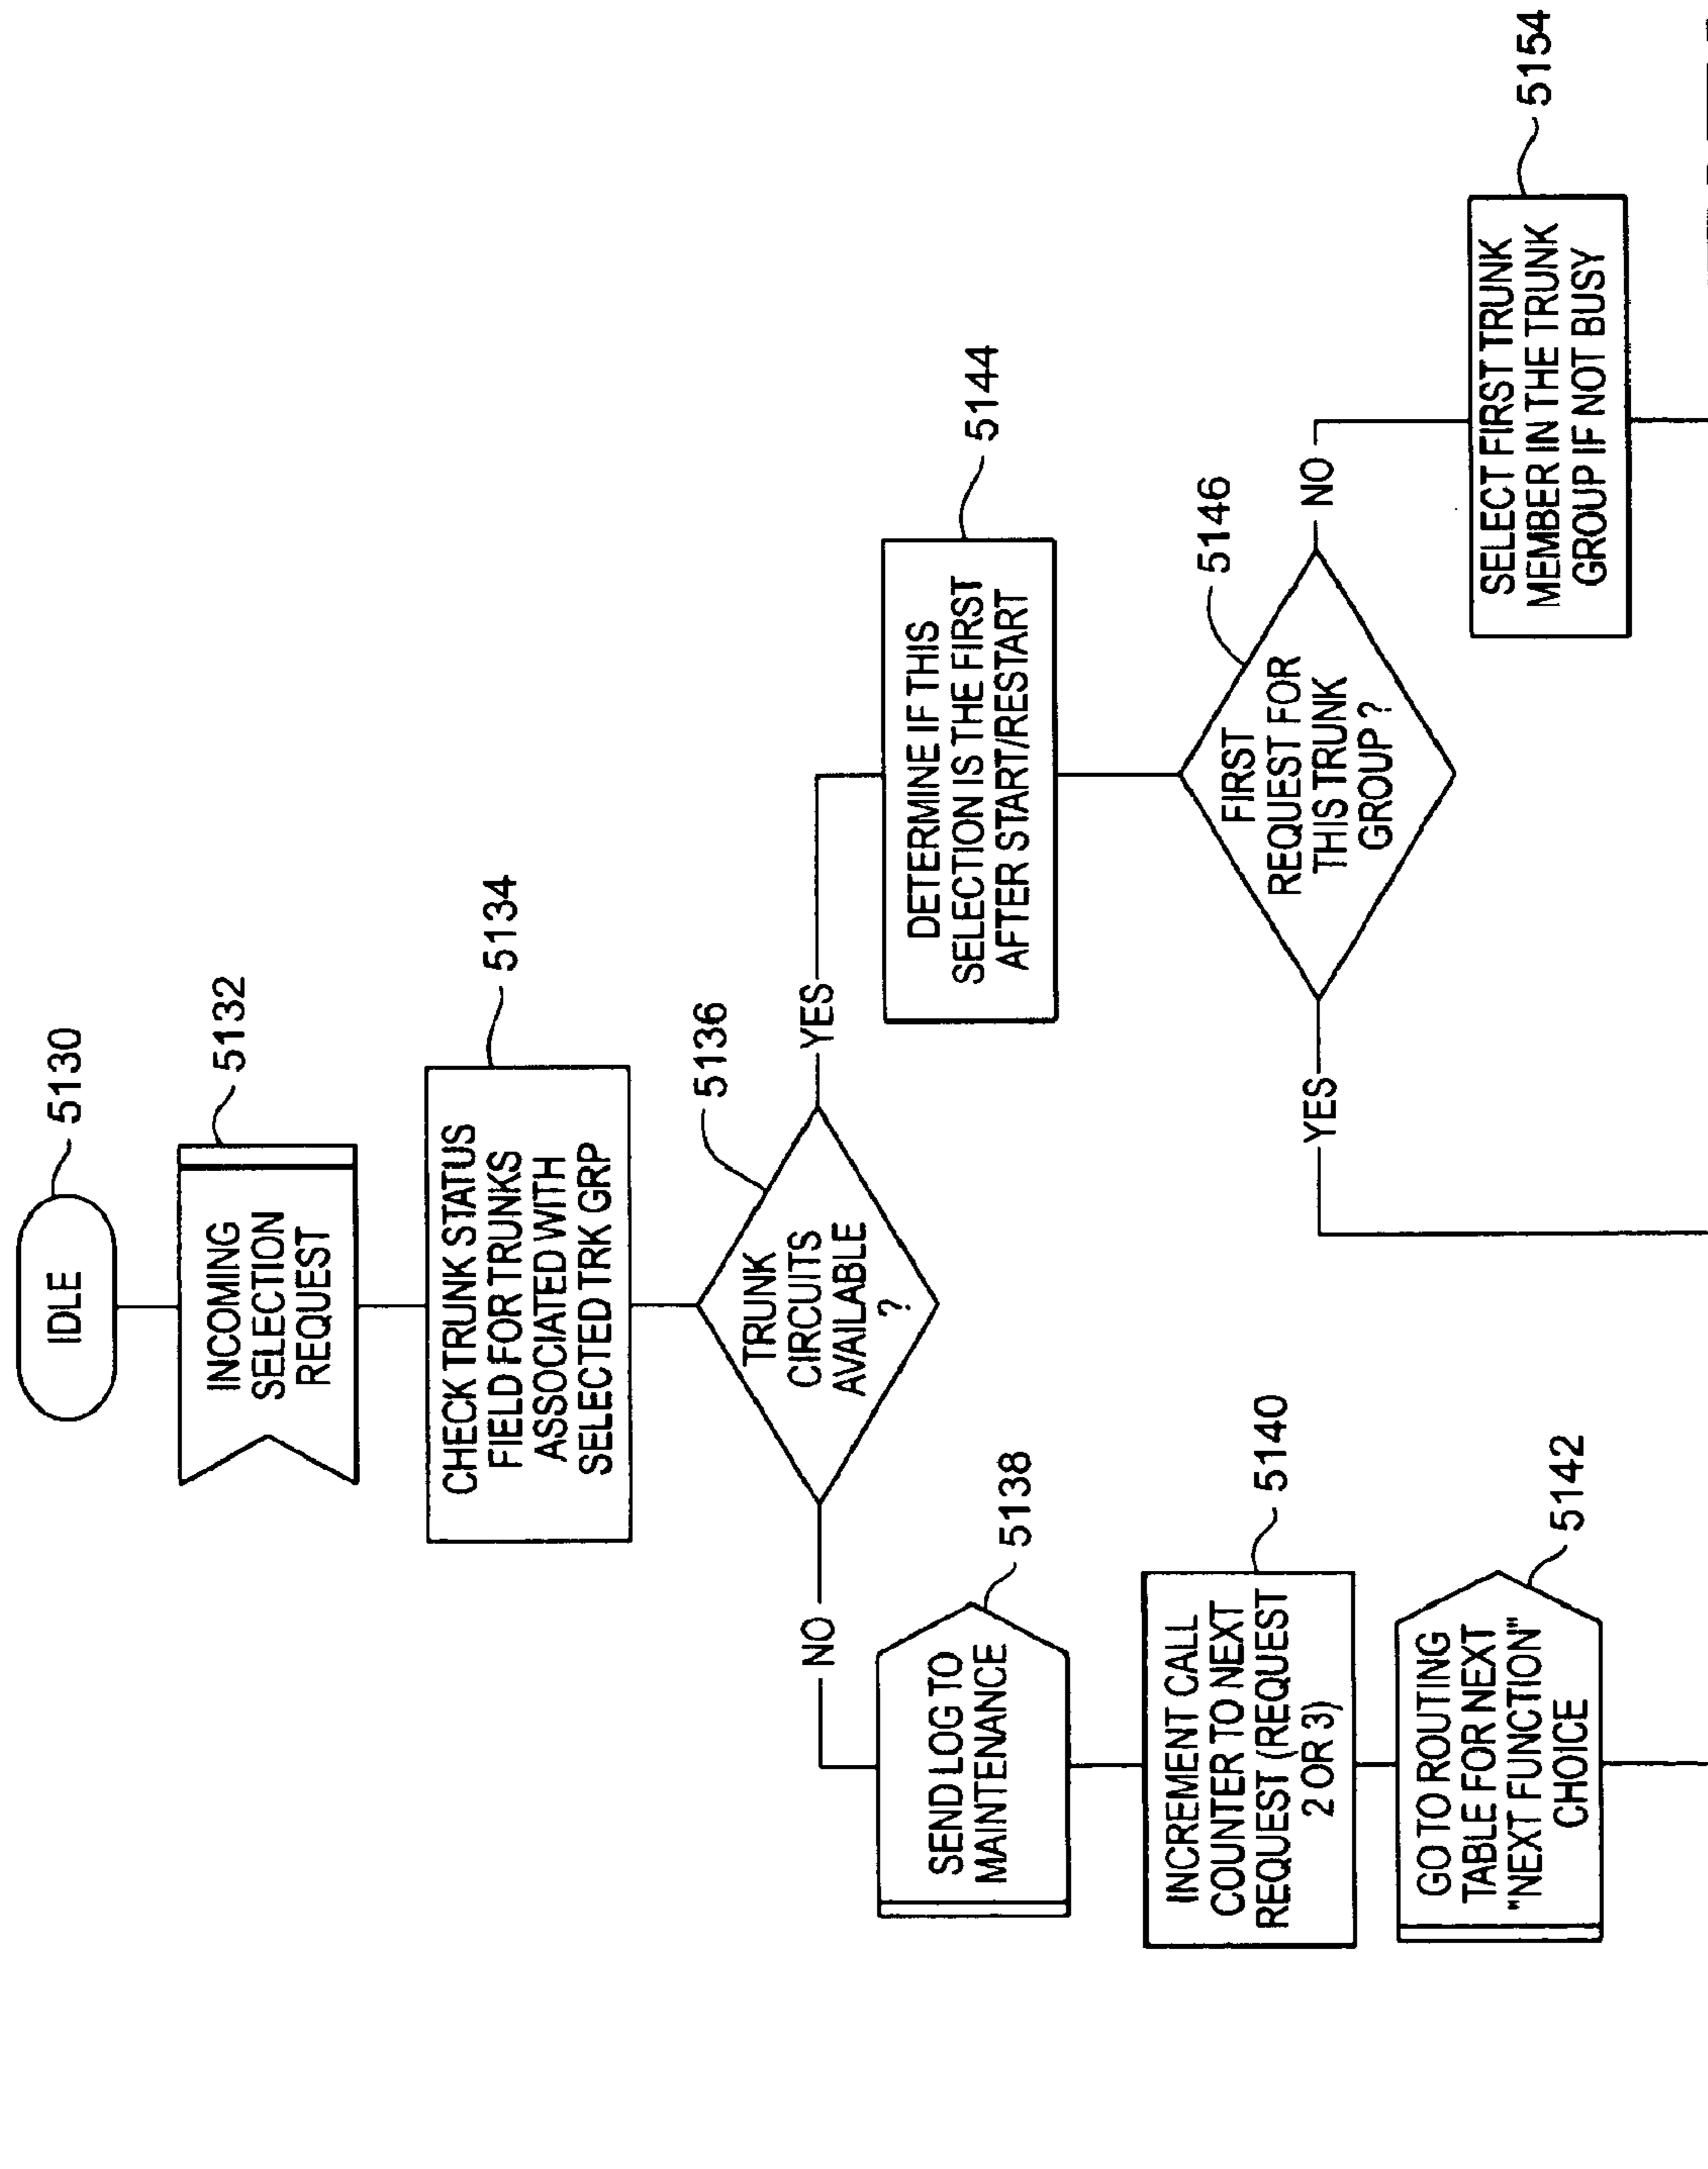 IDLE
5130
INCOMING
SELECTION
REQUEST
5132
CHECK TRUNK STATUS
FIELD FOR TRUNKS
ASSOCIATED WITH
SELECTED TRK GRP
5134
TRUNK
CIRCUITS
AVAILABLE
?
5136
NO
YES
SEND LOG TO
MAINTENANCE
5138
INCREMENT CALL
COUNTER TO NEXT
REQUEST (REQUEST
2 OR 3)
5140
GO TO ROUTING
TABLE FOR NEXT
"NEXT FUNCTION"
CHOICE
5142
DETERMINE IF THIS
SELECTION IS THE FIRST
AFTER START/RESTART
5144
FIRST
REQUEST FOR
THIS TRUNK
GROUP ?
5146
YES
NO
SELECT FIRST TRUNK
MEMBER IN THE TRUNK
GROUP IF NOT BUSY
5154